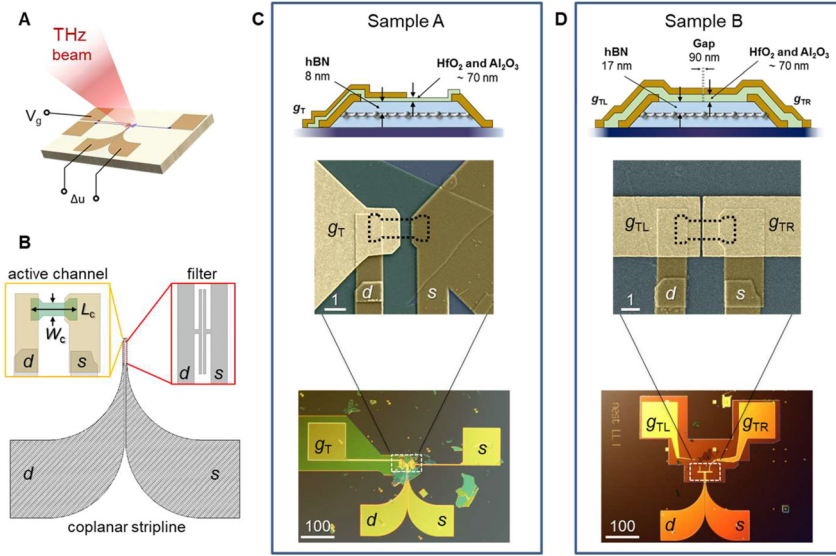 A
THz
beam
V_g
Δu
B
active channel
filter
L_c
W_c
d
s
d
s
d
s
coplanar stripline
C
Sample A
hBN
8 nm
HfO₂ and Al₂O₃
~ 70 nm
g_T
g_T
d
s
1
g_T
s
d
s
100
D
Sample B
Gap
90 nm
hBN
17 nm
HfO₂ and Al₂O₃
~ 70 nm
g_TL
g_TR
g_TL
g_TR
d
s
1
g_TL
g_TR
d
s
100